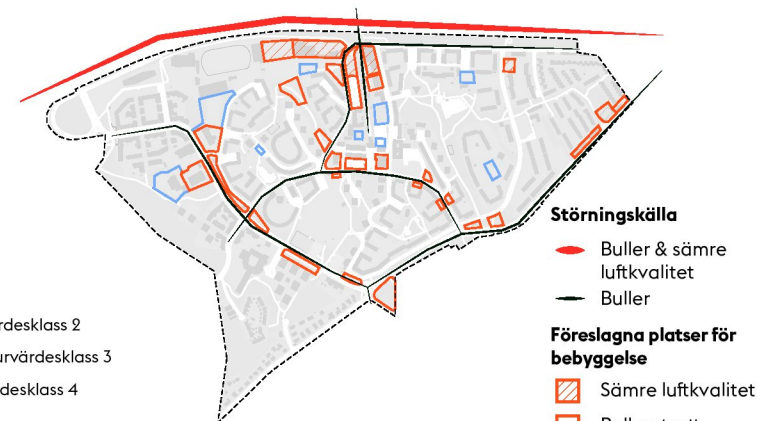 Störningskälla
Buller & sämre
luftkvalitet
Buller
rdesklass 2
urvärdesklass 3
desklass 4
Föreslagna platser för
bebyggelse
Sämre luftkvalitet